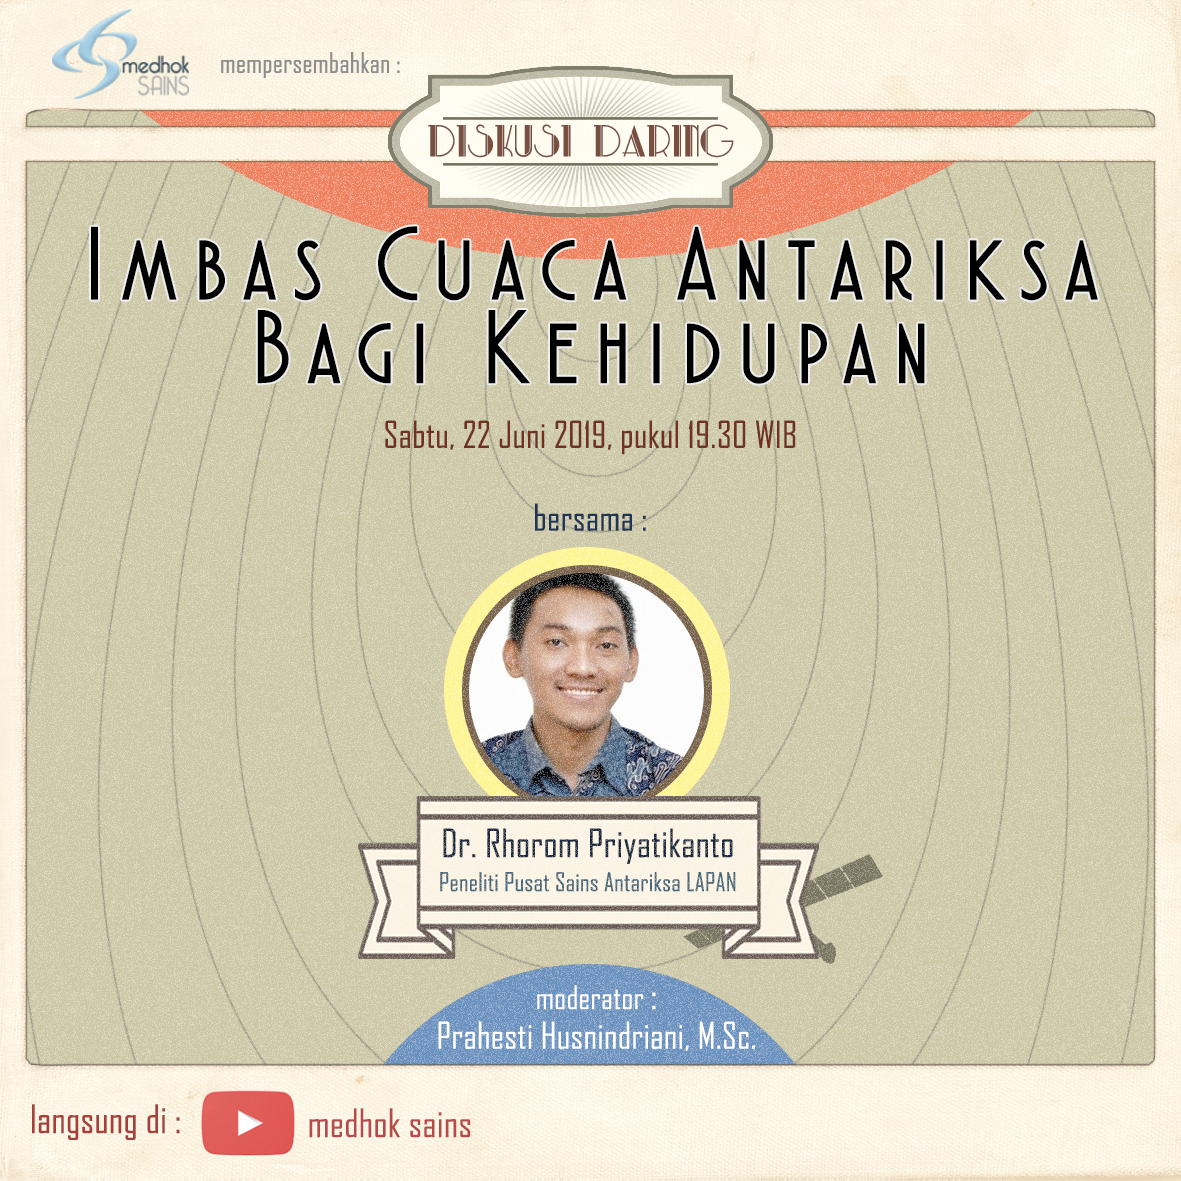 medhok
SAINS
mempersembahkan :
DISKUSI DARING
IMBAS CUACA ANTARIKSA
BAGI KEHIDUPAN
Sabtu, 22 Juni 2019, pukul 19.30 WIB
bersama :
Dr. Rhorom Priyatikanto
Peneliti Pusat Sains Antariksa LAPAN
moderator :
Prahesti Husnindriani, M.Sc.
langsung di :
medhok sains